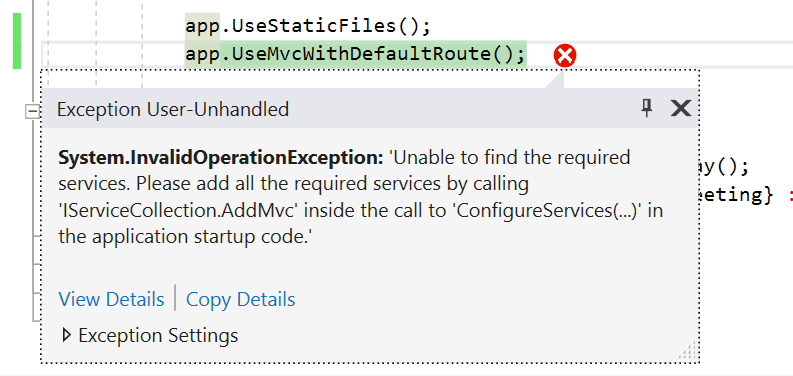 app.UseStaticFiles();
app.UseMvcWithDefaultRoute();
Exception User-Unhandled
System.InvalidOperationException: 'Unable to find the required
services. Please add all the required services by calling
'IServiceCollection.AddMvc' inside the call to 'ConfigureServices(...)' in
the application startup code.'
View Details | Copy Details
Exception Settings
();
} :